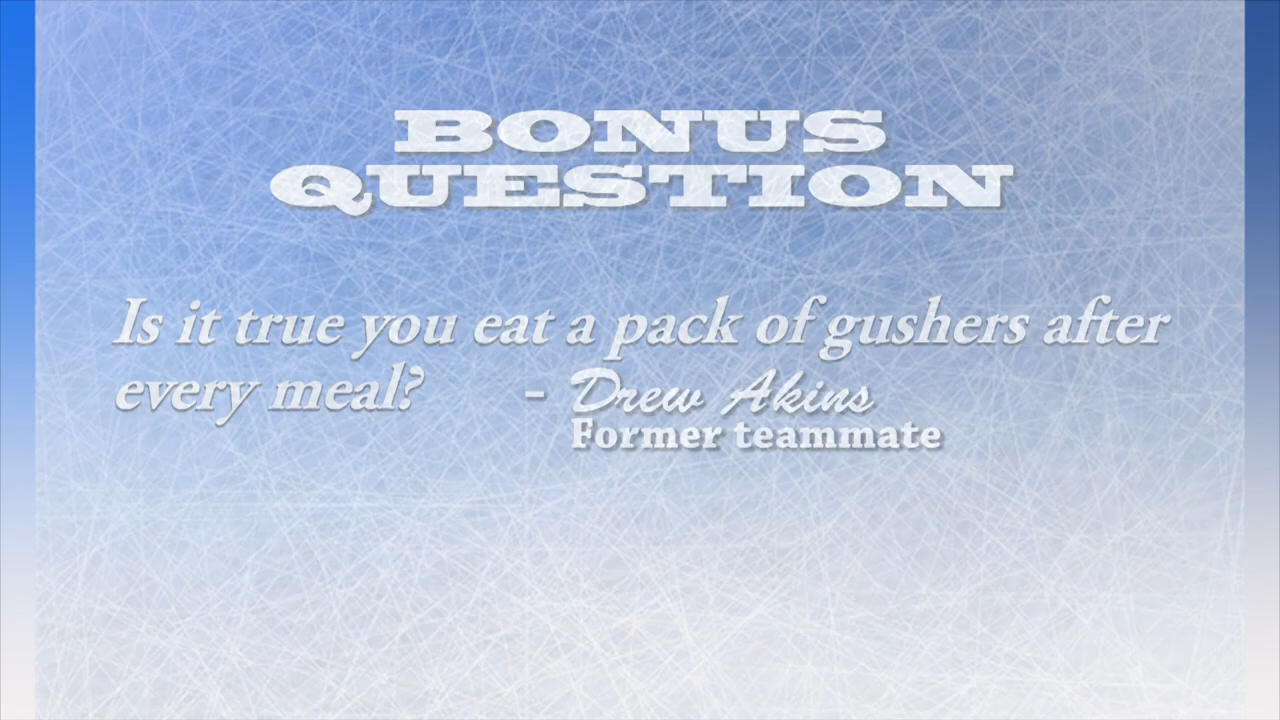 BONUS
QUESTION
Is it true you eat a pack of gushers after
every meal? - Drew Akins
Former teammate